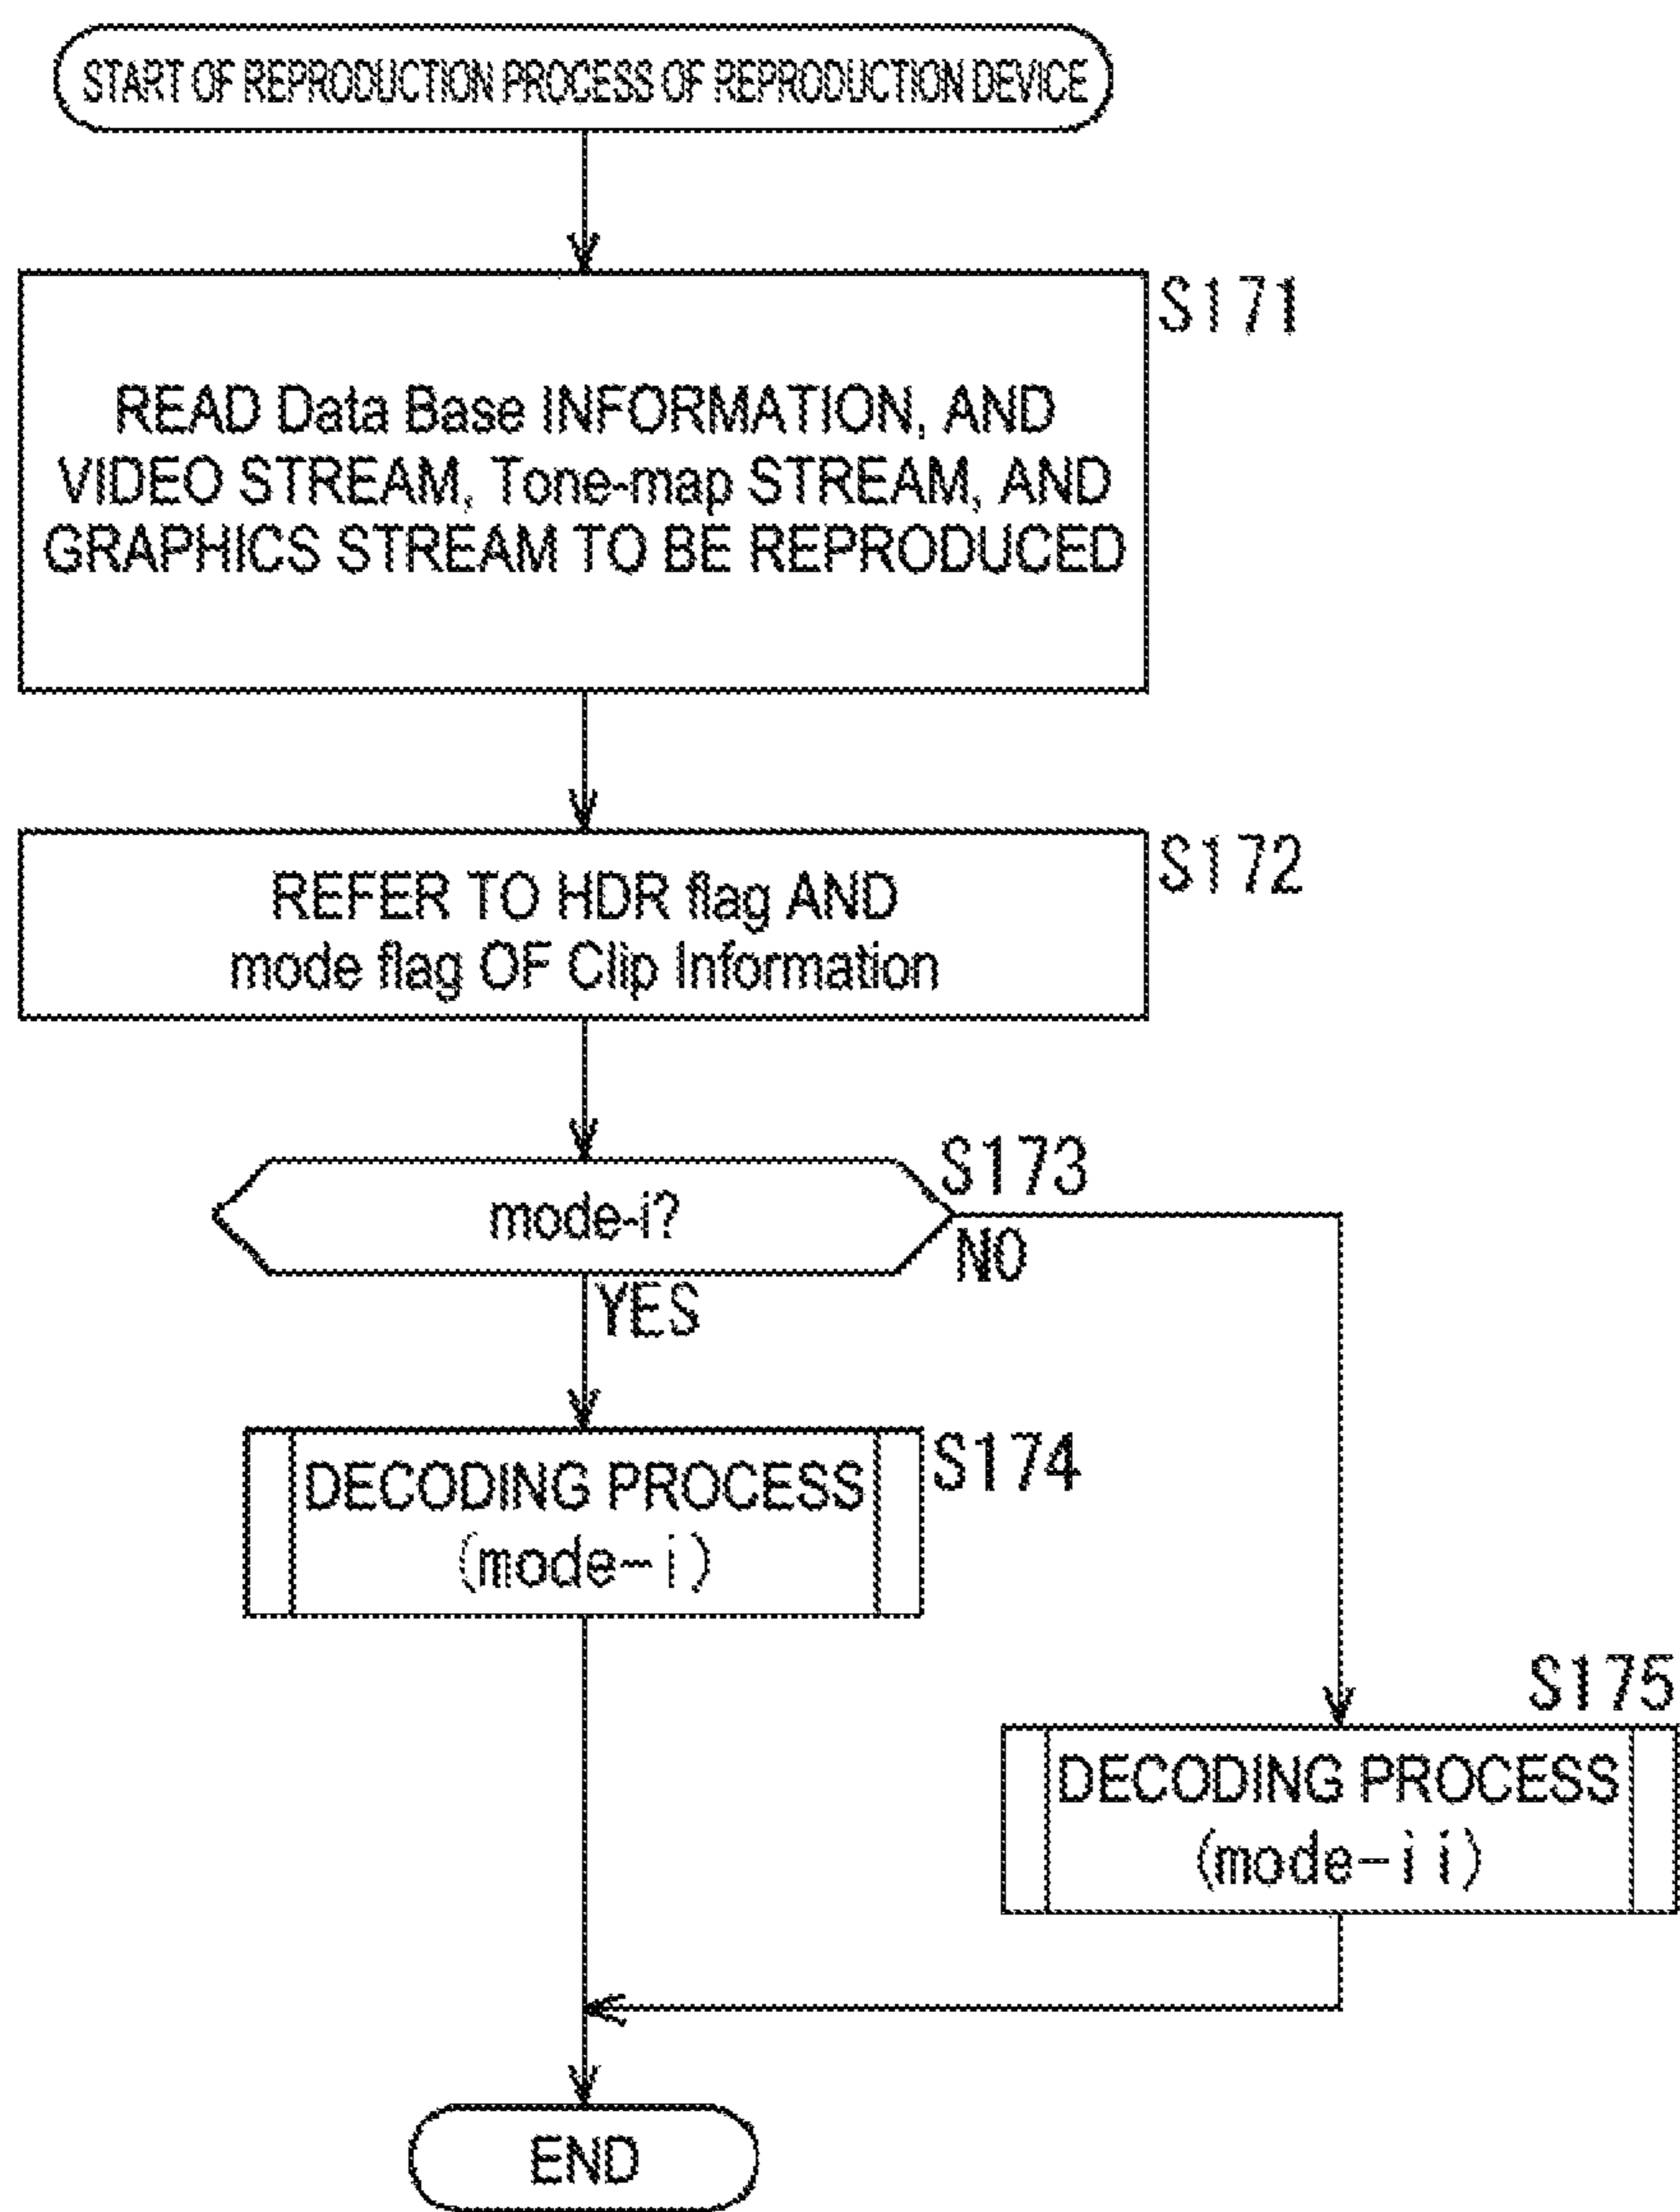 START OF REPRODUCTION PROCESS OF REPRODUCTION DEVICE
S171
READ Data Base INFORMATION, AND
VIDEO STREAM, Tone-map STREAM, AND
GRAPHICS STREAM TO BE REPRODUCED
S172
REFER TO HDR flag AND
mode flag OF Clip Information
S173
mode-i?
NO
YES
S174
DECODING PROCESS
(mode-i)
S175
DECODING PROCESS
(mode-ii)
END